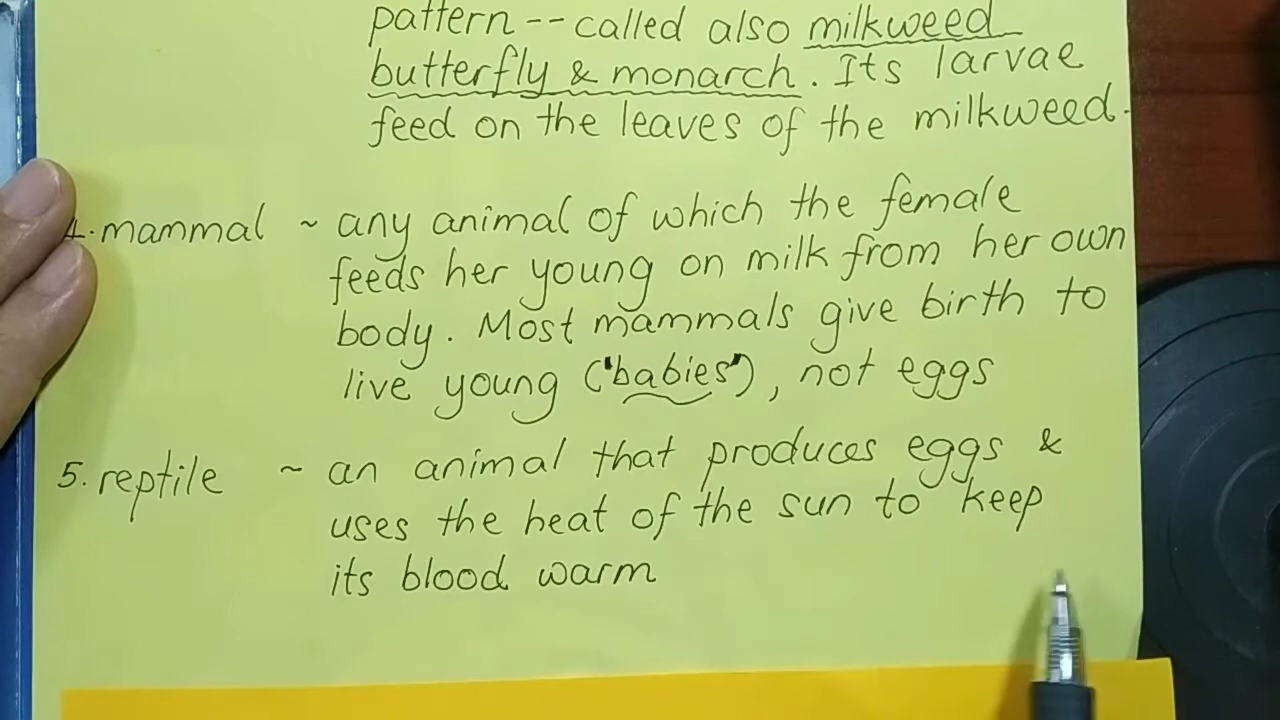 pattern -- called also milkweed
butterfly & monarch. Its larvae
feed on the leaves of the milkweed.
4. mammal ~ any animal of which the female
feeds her young on milk from her own
body. Most mammals give birth to
live young ("babies"), not eggs
5. reptile ~ an animal that produces eggs &
uses the heat of the sun to keep
its blood warm